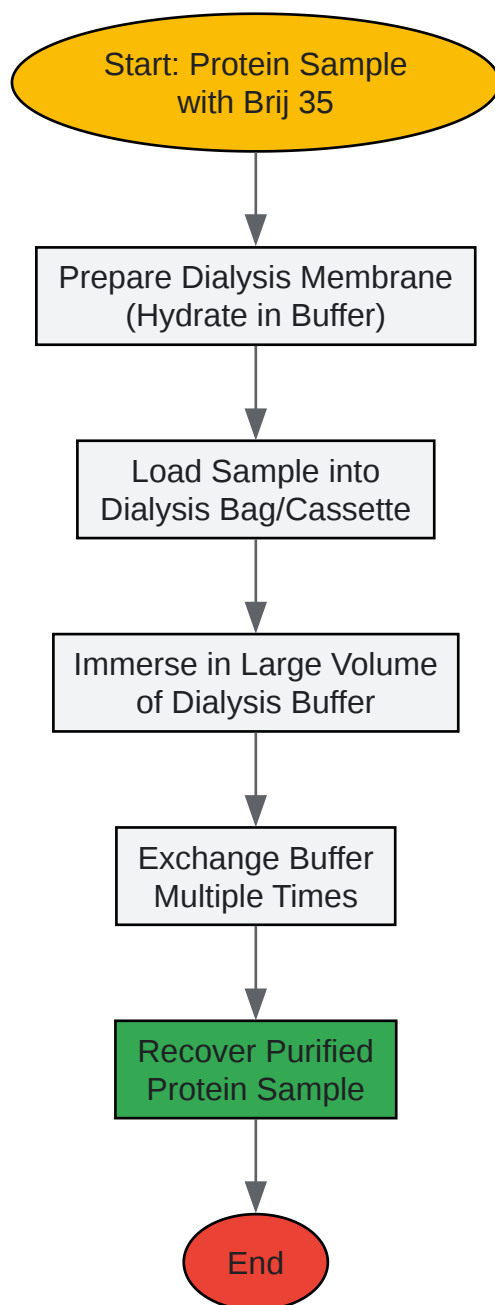 Start: Protein Sample
with Brij 35
Prepare Dialysis Membrane
(Hydrate in Buffer)
Load Sample into
Dialysis Bag/Cassette
Immerse in Large Volume
of Dialysis Buffer
Exchange Buffer
Multiple Times
Recover Purified
Protein Sample
End